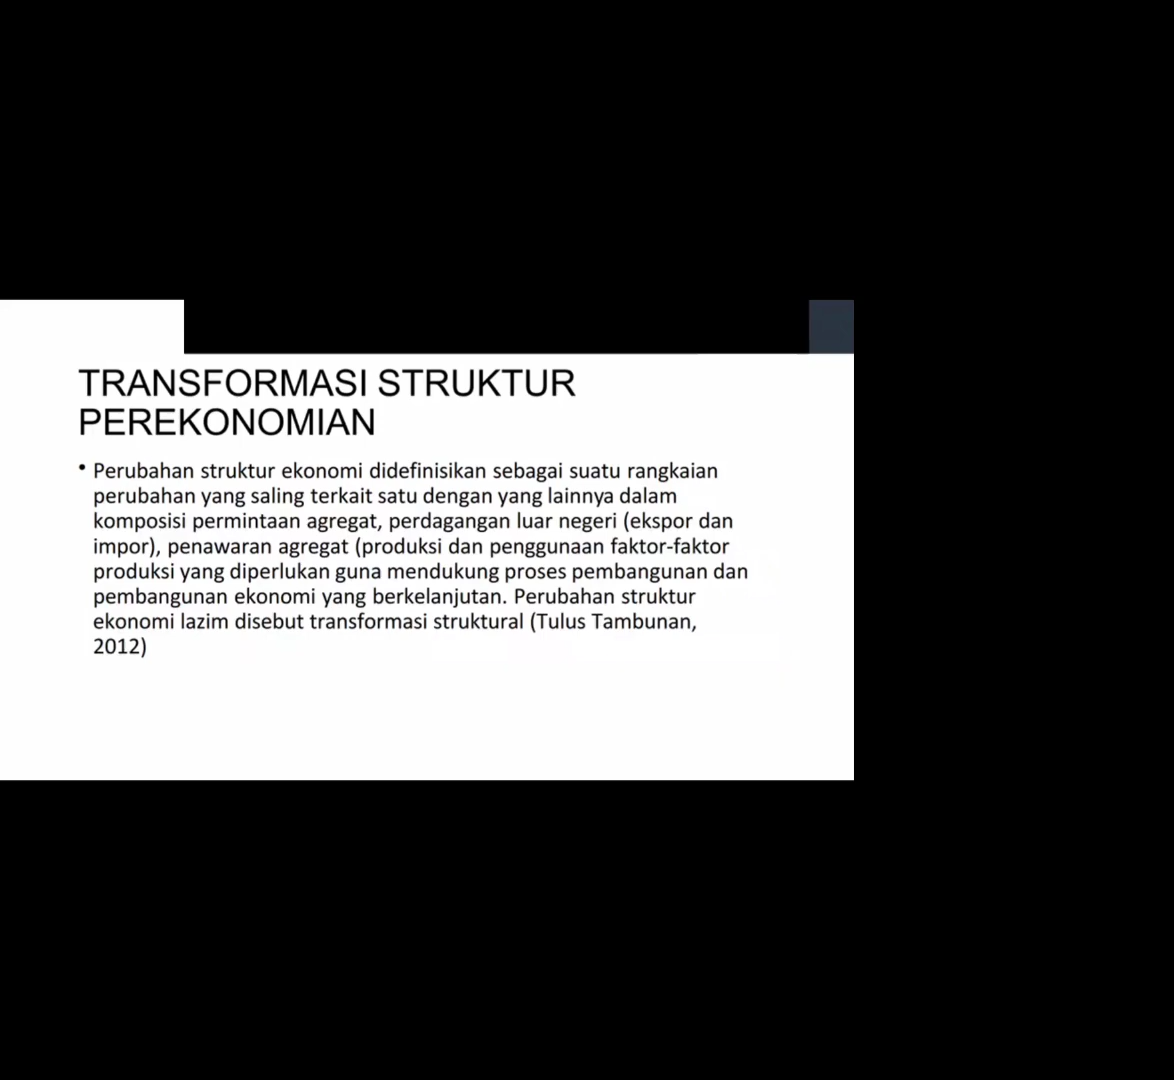 TRANSFORMASI STRUKTUR
PEREKONOMIAN
• Perubahan struktur ekonomi didefinisikan sebagai suatu rangkaian
perubahan yang saling terkait satu dengan yang lainnya dalam
komposisi permintaan agregat, perdagangan luar negeri (ekspor dan
impor), penawaran agregat (produksi dan penggunaan faktor-faktor
produksi yang diperlukan guna mendukung proses pembangunan dan
pembangunan ekonomi yang berkelanjutan. Perubahan struktur
ekonomi lazim disebut transformasi struktural (Tulus Tambunan,
2012)